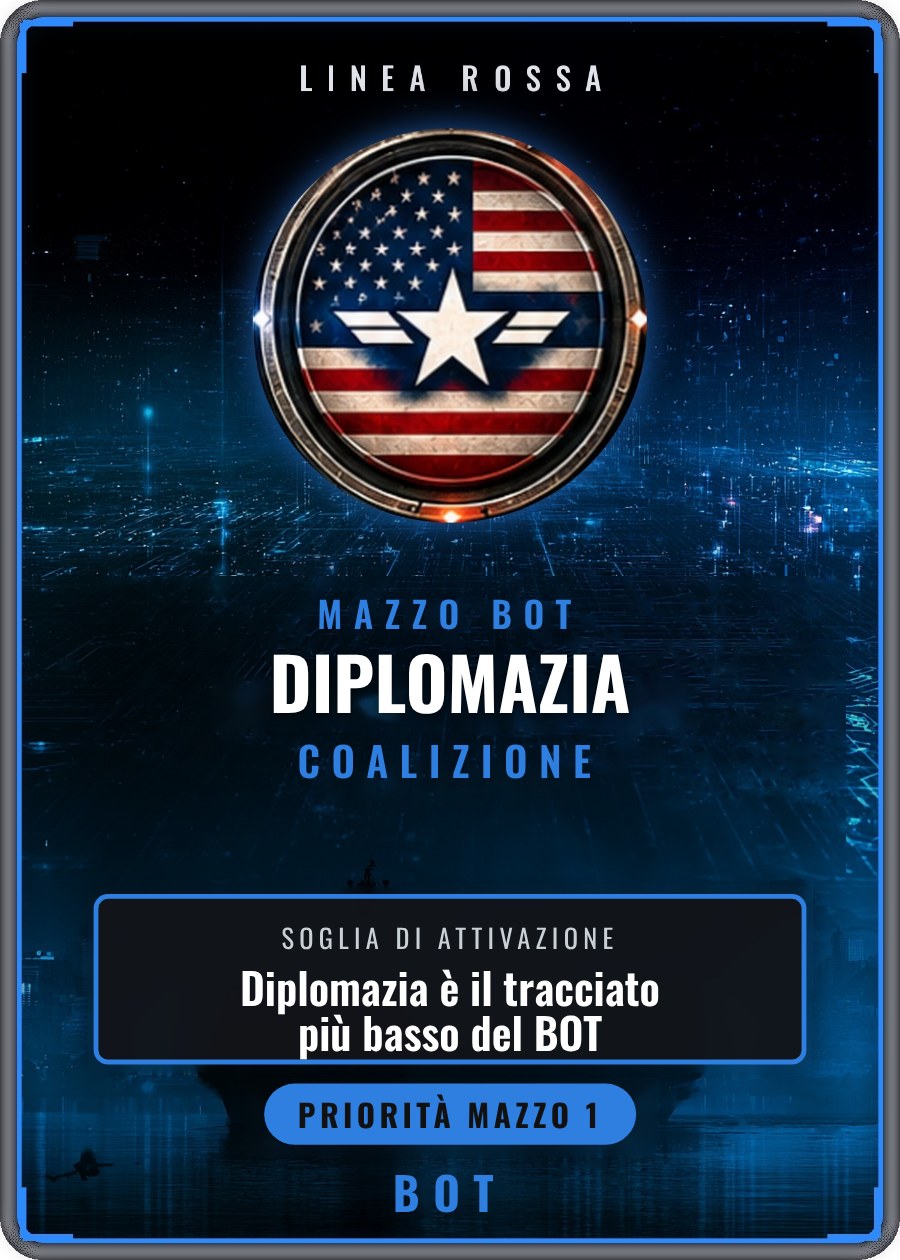 LINEA ROSSA
MAZZO BOT
DIPLOMAZIA
COALIZIONE
SOGLIA DI ATTIVAZIONE
Diplomazia è il tracciato
più basso del BOT
PRIORITÀ MAZZO 1
BOT